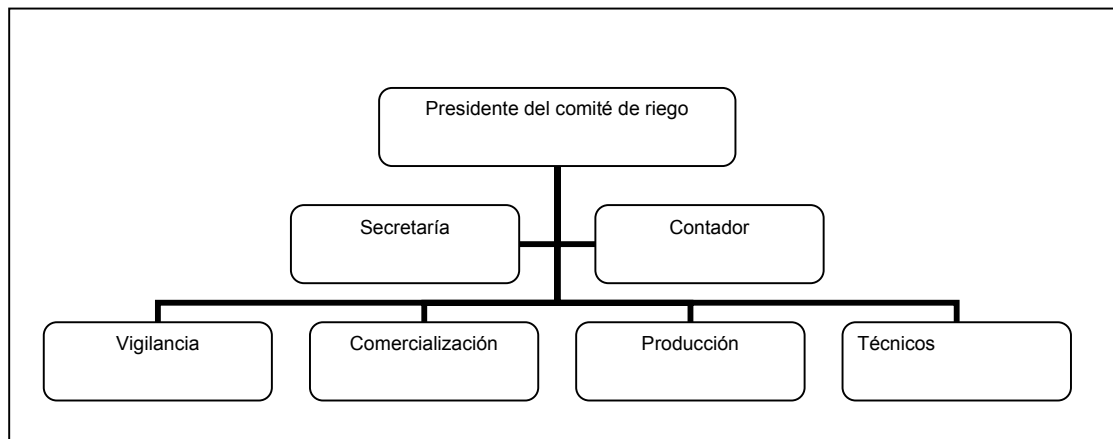 Presidente del comité de riego
Secretaría
Contador
Vigilancia
Comercialización
Producción
Técnicos